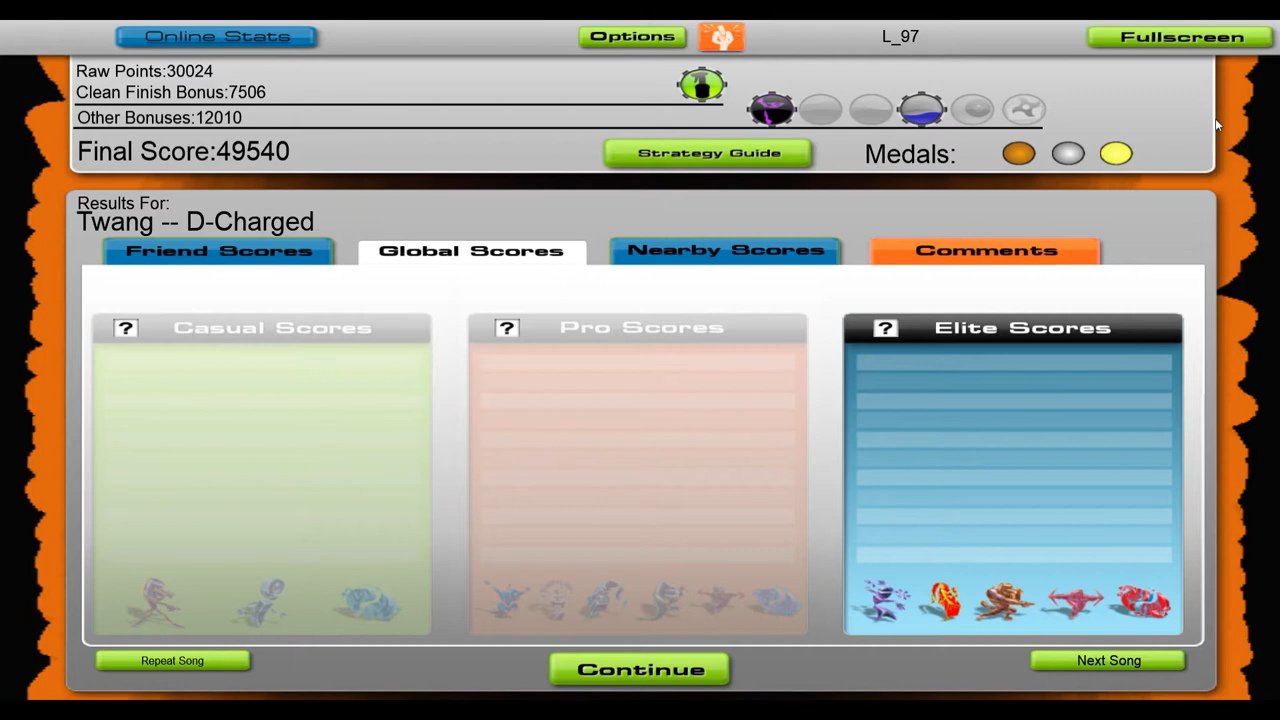 Online Stats
Options
L_97
Fullscreen
Raw Points:30024
Clean Finish Bonus:7506
Other Bonuses:12010
Final Score:49540
Strategy Guide
Medals:
Results For:
Twang -- D-Charged
Friend Scores
Global Scores
Nearby Scores
Comments
? Casual Scores
? Pro Scores
? Elite Scores
Repeat Song
Continue
Next Song